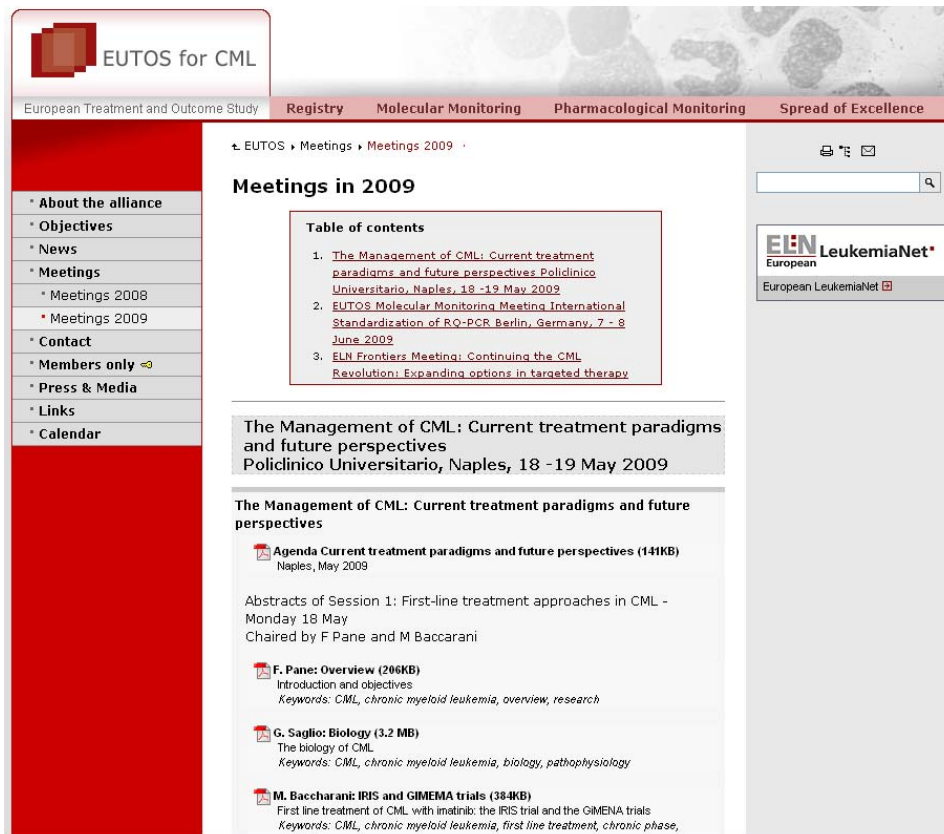 EUTOS for CML
European Treatment and Outcome Study
Registry
Molecular Monitoring
Pharmacological Monitoring
Spread of Excellence
EUTOS
Meetings
Meetings 2009
Meetings in 2009
About the alliance
Objectives
News
Meetings
Meetings 2008
Meetings 2009
Contact
Members only
Press & Media
Links
Calendar
Table of contents
1. The Management of CML: Current treatment
paradigms and future perspectives Policlinico
Universitario, Naples, 18 -19 May 2009
2. EUTOS Molecular Monitoring Meeting International
Standardization of RQ-PCR Berlin, Germany, 7 - 8
June 2009
3. ELN Frontiers Meeting: Continuing the CML
Revolution: Expanding options in targeted therapy
ELN
European
LeukemiaNet
European LeukemiaNet
The Management of CML: Current treatment paradigms
and future perspectives
Policlinico Universitario, Naples, 18 -19 May 2009
The Management of CML: Current treatment paradigms and future
perspectives
Agenda Current treatment paradigms and future perspectives (141KB)
Naples, May 2009
Abstracts of Session 1: First-line treatment approaches in CML -
Monday 18 May
Chaired by F Pane and M Baccarani
F. Pane: Overview (206KB)
Introduction and objectives
Keywords: CML, chronic myeloid leukemia, overview, research
G. Saglio: Biology (3.2 MB)
The biology of CML
Keywords: CML, chronic myeloid leukemia, biology, pathophysiology
M. Baccharani: IRIS and GIMEMA trials (384KB)
First line treatment of CML with imatinib: the IRIS trial and the GiMENA trials
Keywords: CML, chronic myeloid leukemia, first line treatment, chronic phase,